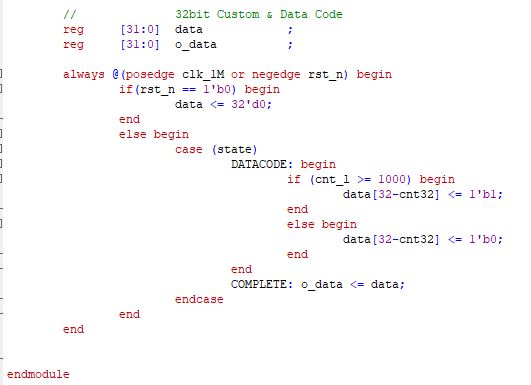 // 32bit Custom & Data Code
reg [31:0] data ;
reg [31:0] o_data ;
always @(posedge clk_1M or negedge rst_n) begin
if(rst_n == 1'b0) begin
data <= 32'd0;
end
else begin
case (state)
DATACODE: begin
if (cnt_l >= 1000) begin
data[32-cnt32] <= 1'b1;
end
else begin
data[32-cnt32] <= 1'b0;
end
end
COMPLETE: o_data <= data;
endcase
end
end
endmodule